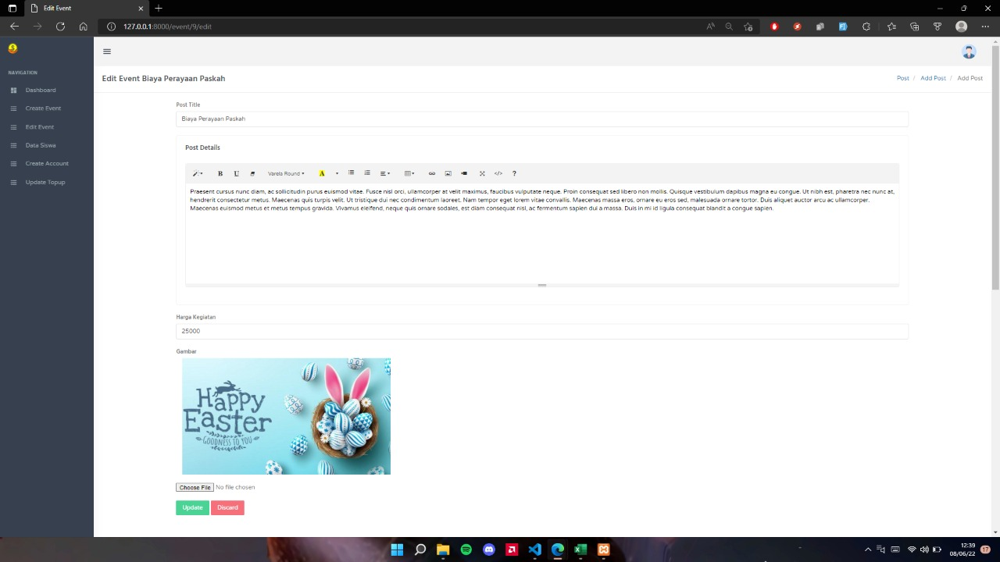 Edit Event
127.0.0.1:8000/event/9/edit
NAVIGATION
Dashboard
Create Event
Edit Event
Data Siswa
Create Account
Update Topup
Edit Event Biaya Perayaan Paskah
Post / Add Post / Add Post
Post Title
Biaya Perayaan Paskah
Post Details
B U Varela Round A </> ?
Praesent cursus nunc diam, ac sollicitudin purus euismod vitae. Fusce nisl orci, ullamcorper at velit maximus, faucibus vulputate neque. Proin consequat sed libero non mollis. Quisque vestibulum dapibus magna eu congue. Ut nibh est, pharetra nec nunc at,
hendrerit consectetur metus. Maecenas quis turpis velit. Ut tristique dui nec condimentum laoreet. Nam tempor eget lorem vitae convallis. Maecenas massa eros, ornare eu eros sed, malesuada ornare tortor. Duis aliquet auctor arcu ac ullamcorper.
Maecenas euismod metus et metus tempus gravida. Vivamus eleifend, neque quis ornare sodales, est diam consequat nisl, ac fermentum sapien dui a massa. Duis in mi id ligula consequat blandit a congue sapien.
Harga Kegiatan
25000
Gambar
Happy
Easter
GOODNESS TO YOU
Choose File No file chosen
Update Discard
12:39
08/06/22 17